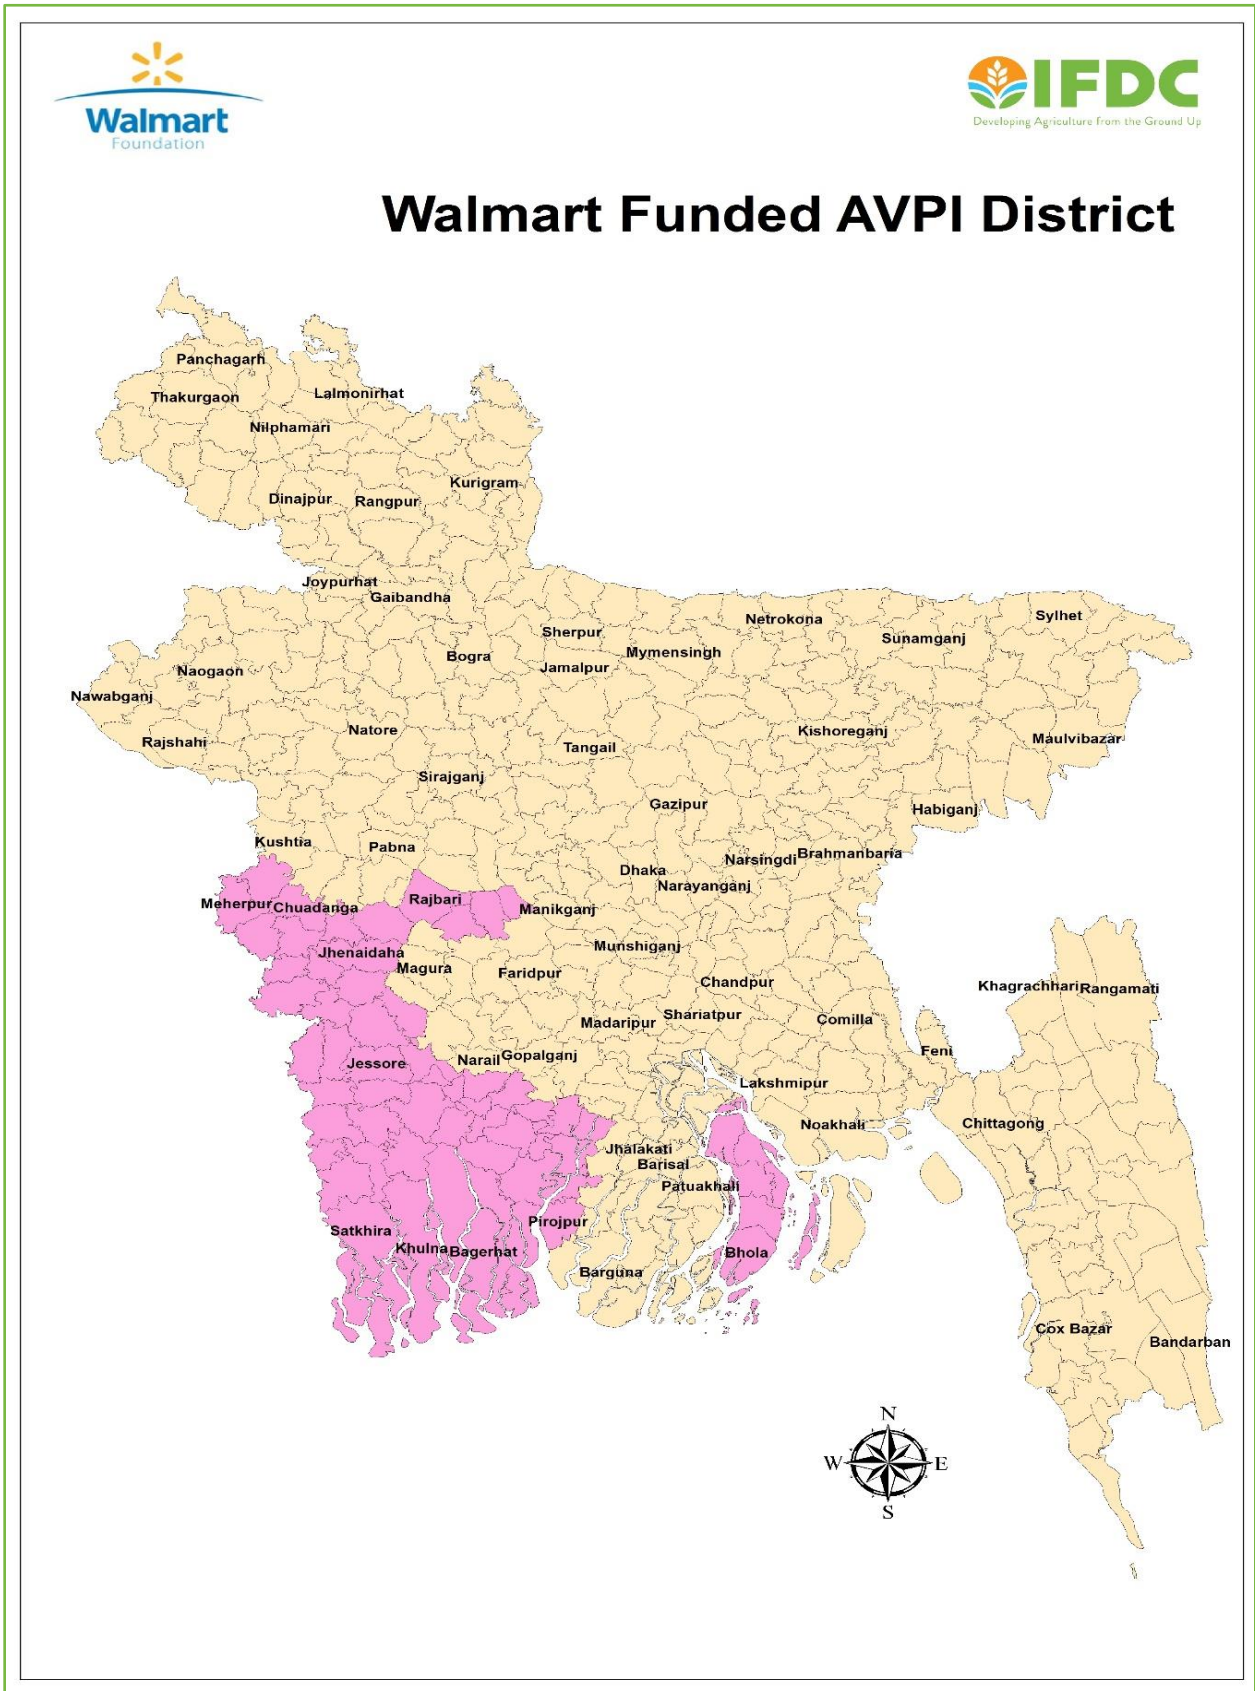 Walmart
Foundation
IFDC
Developing Agriculture from the Ground Up
Walmart Funded AVPI District
Panchagarh
Thakurgaon
Lalmonirhat
Nilphamari
Kurigram
Dinajpur
Rangpur
Joypurhat
Gaibandha
Sherpur
Netrokona
Sunamganj
Sylhet
Mymensingh
Bogra
Jamalpur
Naogaon
Nawabganj
Rajshahi
Natore
Tangail
Kishoreganj
Maulvibazar
Sirajganj
Gazipur
Habiganj
Kushtia
Pabna
Dhaka
Narsingdi
Brahmanbaria
Narayanganj
Meherpur
Chuadanga
Rajbari
Manikganj
Jhenaidaha
Munshiganj
Magura
Faridpur
Chandpur
Khagrachhari
Rangamati
Madaripur
Shariatpur
Comilla
Jessore
Narail
Gopalganj
Feni
Lakshmipur
Noakhali
Chittagong
Jhalakati
Barisal
Patuakhali
Satkhira
Khulna
Bagerhat
Pirojpur
Bhola
Barguna
Cox Bazar
Bandarban
N
W
E
S